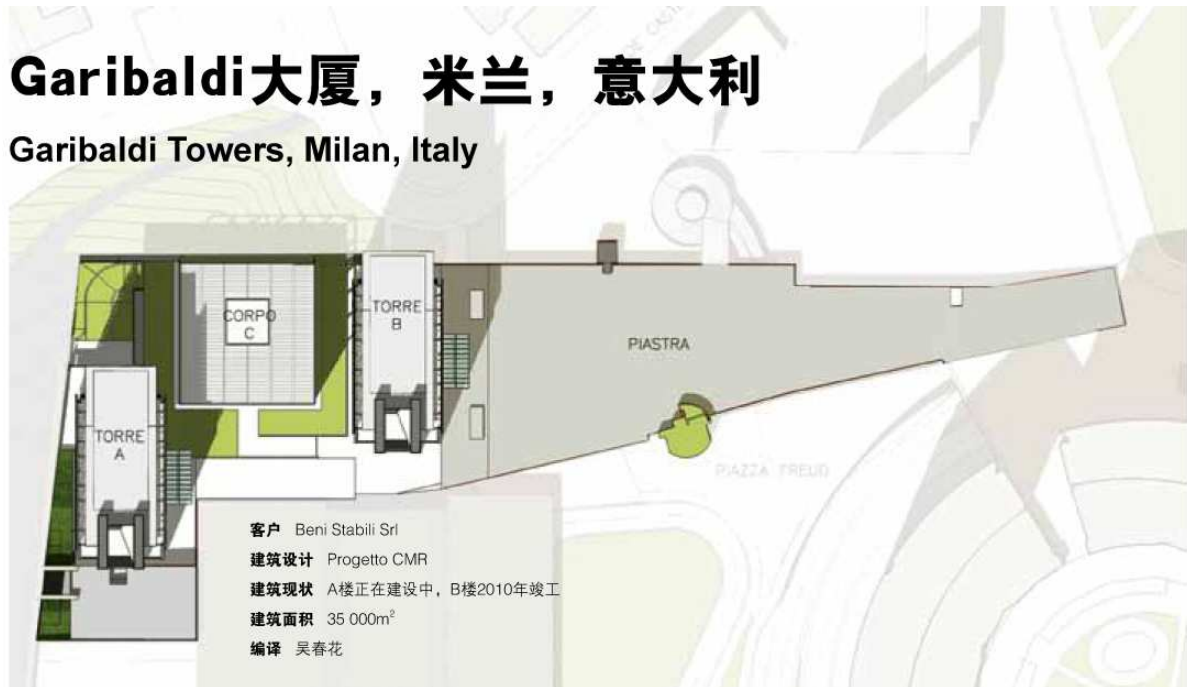 Garibaldi大厦，米兰，意大利
Garibaldi Towers, Milan, Italy
CORPO
C
TORRE
B
PIASTRA
TORRE
A
PIAZZA FREUD
客户 Beni Stabili Srl
建筑设计 Progetto CMR
建筑现状 A楼正在建设中，B楼2010年竣工
建筑面积 35 000m²
编译 吴春花